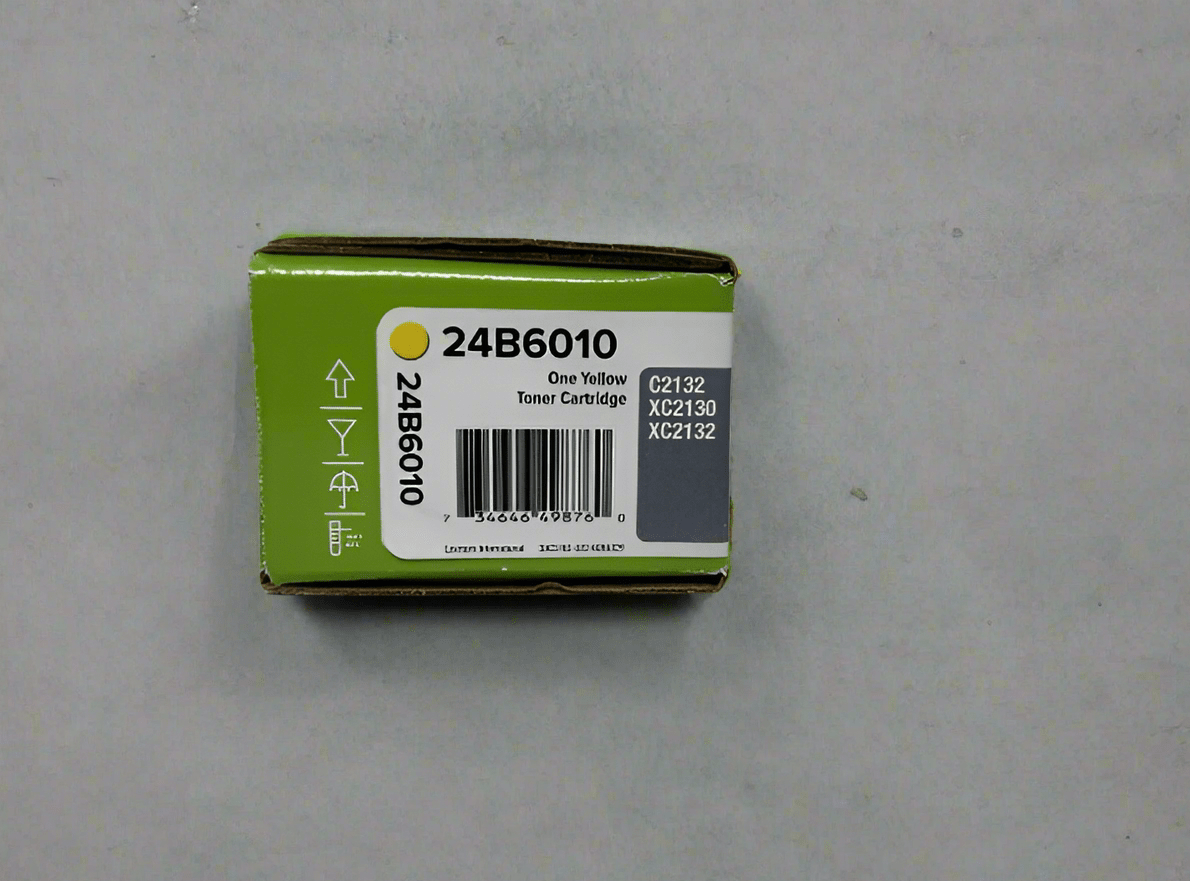 24B6010
One Yellow
Toner Cartridge
24B6010
C2132
XC2130
XC2132
7 34646 49876 0